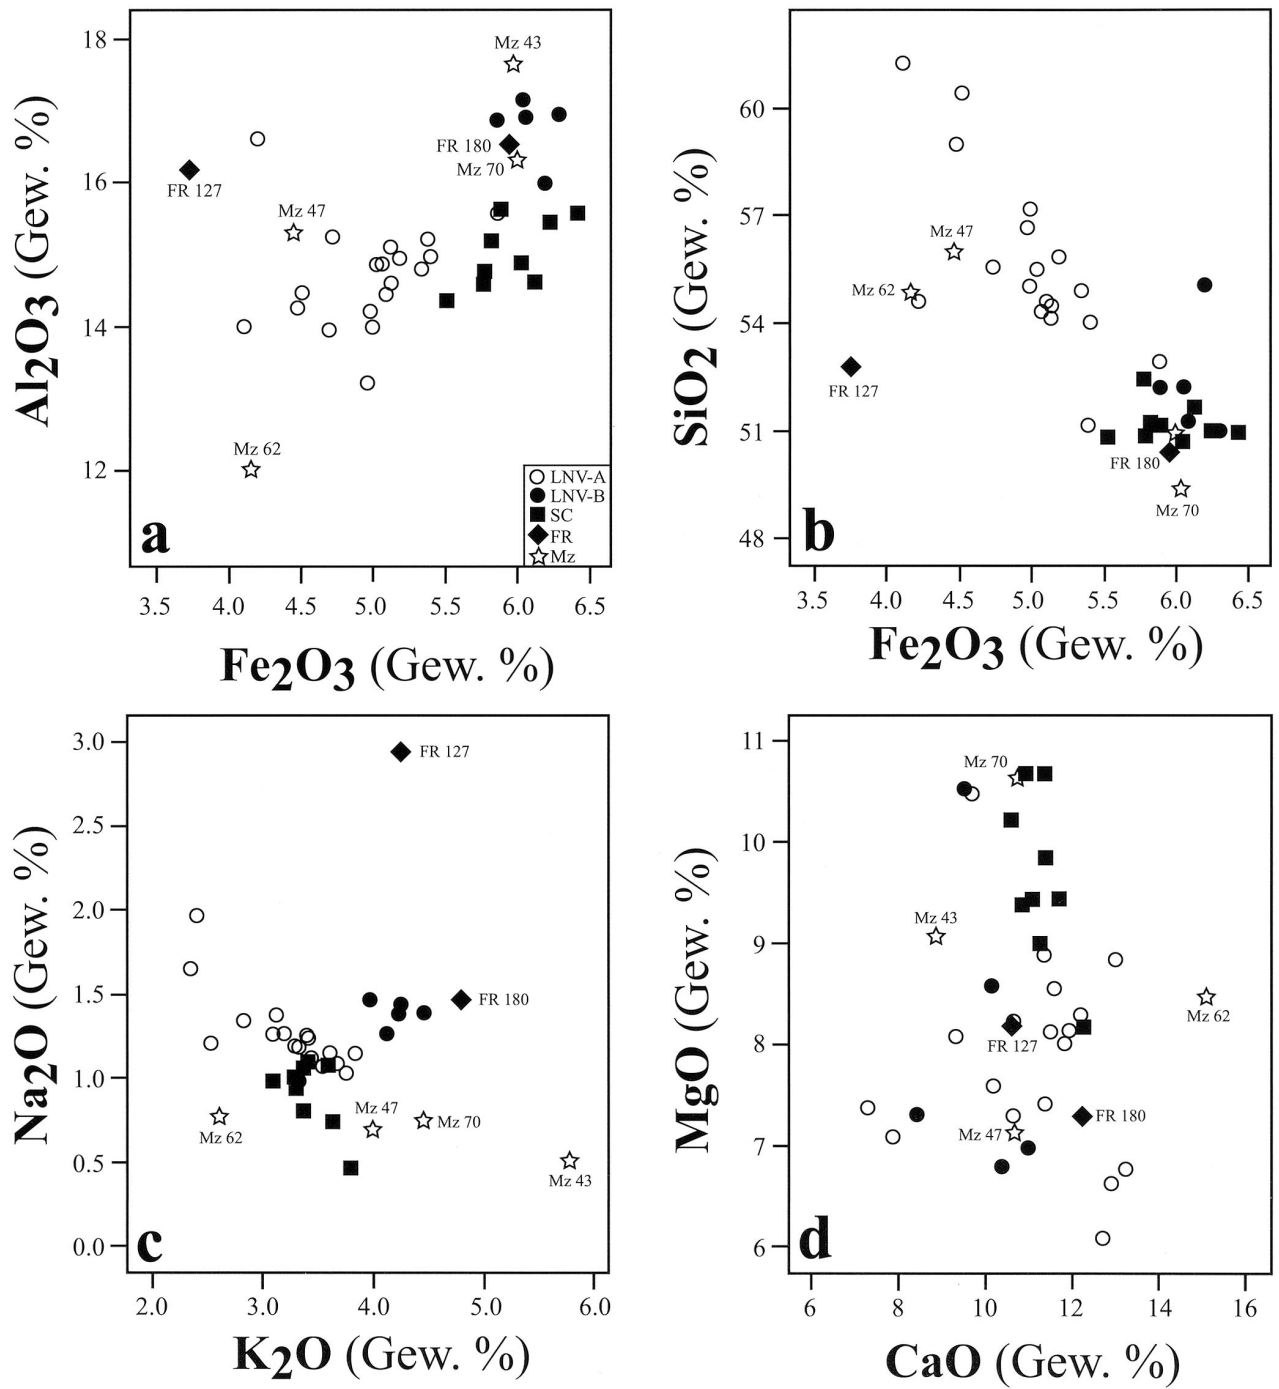 18
16
14
12
Al2O3 (Gew. %)
Mz 43
FR 180
Mz 70
FR 127
Mz 47
Mz 62
LNV-A
LNV-B
SC
FR
Mz
a
3.5 4.0 4.5 5.0 5.5 6.0 6.5
Fe2O3 (Gew. %)
60
57
54
51
48
SiO2 (Gew. %)
Mz 47
Mz 62
FR 127
FR 180
Mz 70
b
3.5 4.0 4.5 5.0 5.5 6.0 6.5
Fe2O3 (Gew. %)
3.0
2.5
2.0
1.5
1.0
0.5
0.0
Na2O (Gew. %)
FR 127
FR 180
Mz 47
Mz 70
Mz 62
Mz 43
c
2.0 3.0 4.0 5.0 6.0
K2O (Gew. %)
11
10
9
8
7
6
MgO (Gew. %)
Mz 70
Mz 43
Mz 62
FR 127
FR 180
Mz 47
d
6 8 10 12 14 16
CaO (Gew. %)